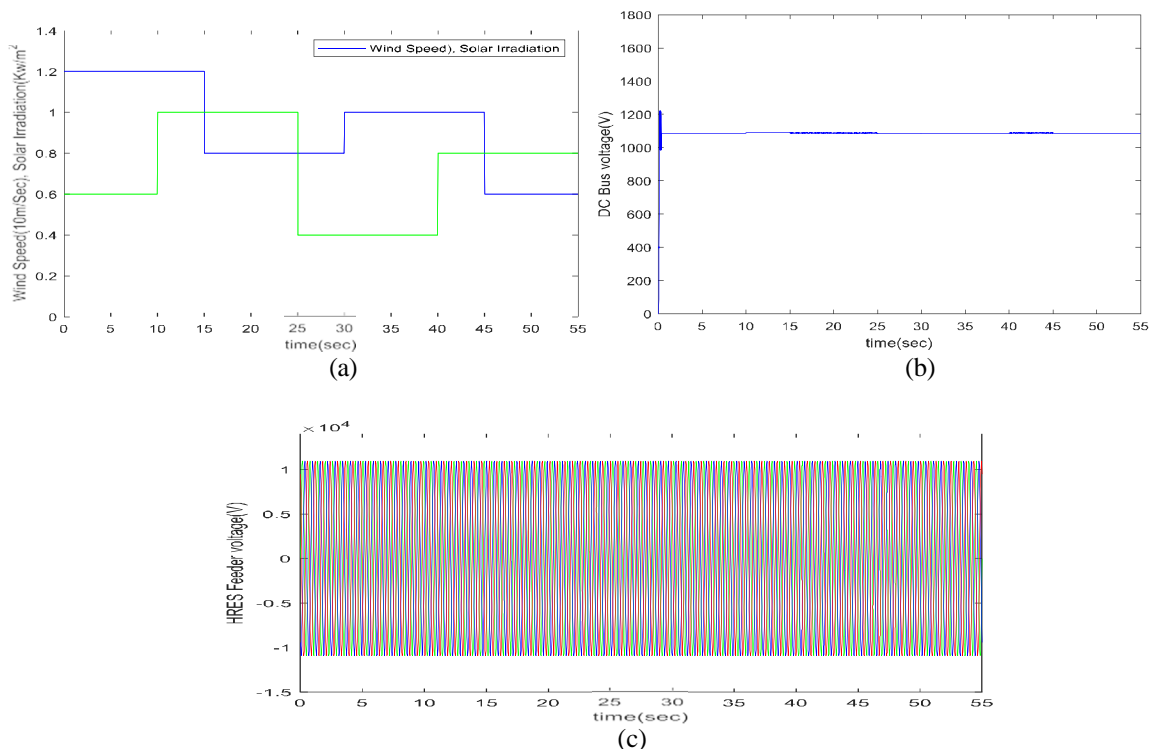 Wind Speed(10m/Sec), Solar Irradiation(Kw/m²
1.4
1.2
1
0.8
0.6
0.4
0.2
0
Wind Speed), Solar Irradiation
0 5 10 15 20 25 30 35 40 45 50 55
time(sec)
(a)
DC Bus voltage(V)
1800
1600
1400
1200
1000
800
600
400
200
0
0 5 10 15 20 25 30 35 40 45 50 55
time(sec)
(b)
HRES Feeder voltage(V)
× 10⁴
1
0.5
0
-0.5
-1
-1.5
0 5 10 15 20 25 30 35 40 45 50 55
time(sec)
(c)